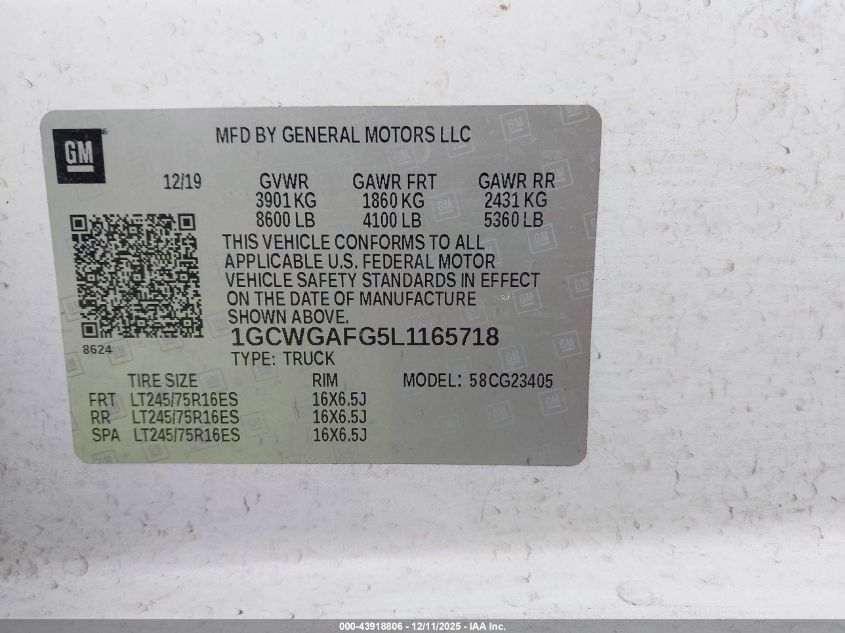 GM
MFD BY GENERAL MOTORS LLC
12/19 GVWR GAWR FRT GAWR RR
3901 KG 1860 KG 2431 KG
8600 LB 4100 LB 5360 LB
THIS VEHICLE CONFORMS TO ALL
APPLICABLE U.S. FEDERAL MOTOR
VEHICLE SAFETY STANDARDS IN EFFECT
ON THE DATE OF MANUFACTURE
SHOWN ABOVE.
8624
1GCWGAFG5L1165718
TYPE: TRUCK
TIRE SIZE RIM MODEL: 58CG23405
FRT LT245/75R16ES 16X6.5J
RR LT245/75R16ES 16X6.5J
SPA LT245/75R16ES 16X6.5J
000-43918806 - 12/11/2025 - IAA Inc.